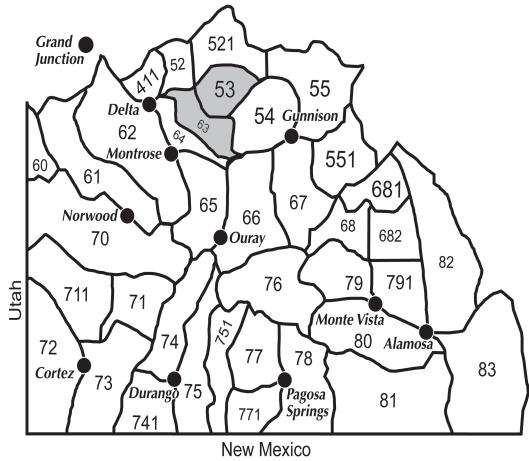 521
Grand
Junction
52
411
53
55
Delta
54
Gunnison
62
64
63
Montrose
551
60
61
681
65
66
67
Norwood
70
68
682
Ouray
82
711
71
76
79
791
Utah
Monte Vista
72
74
751
80
Alamosa
Cortez
73
77
78
83
Durango
75
Pagosa
Springs
81
741
771
New Mexico